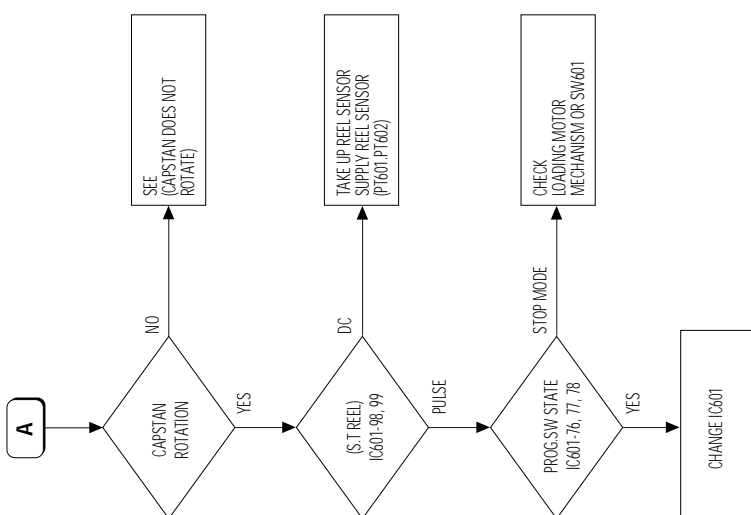 A
CAPSTAN
ROTATION
NO
SEE
(CAPSTAN DOES NOT
ROTATE)
YES
(S.T REEL)
IC601-98, 99
DC
TAKE UP REEL SENSOR
SUPPLY REEL SENSOR
(PT601.PT602)
PULSE
PROG.SW STATE
IC601-76, 77, 78
STOP MODE
CHECK
LOADING MOTOR
MECHANISM OR SW601
YES
CHANGE IC601